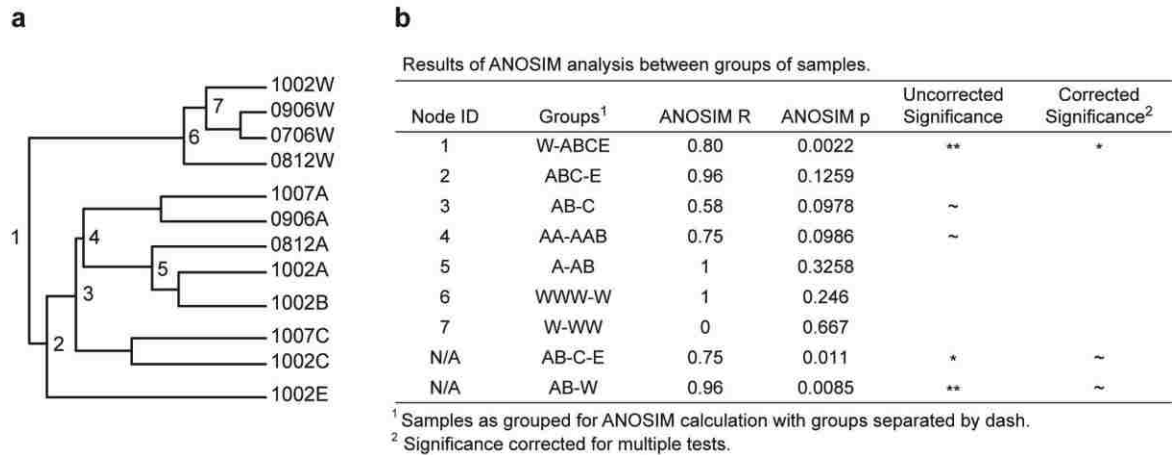 a
1002W
7
0906W
0706W
6
0812W
1007A
0906A
4
0812A
1
5
1002A
3
1002B
1007C
2
1002C
1002E
b
Results of ANOSIM analysis between groups of samples.
Node ID Groups¹ ANOSIM R ANOSIM p Uncorrected Significance Corrected Significance²
1 W-ABCE 0.80 0.0022 ** *
2 ABC-E 0.96 0.1259
3 AB-C 0.58 0.0978 ~
4 AA-AAB 0.75 0.0986 ~
5 A-AB 1 0.3258
6 WWW-W 1 0.246
7 W-WW 0 0.667
N/A AB-C-E 0.75 0.011 * ~
N/A AB-W 0.96 0.0085 ** ~
¹ Samples as grouped for ANOSIM calculation with groups separated by dash.
² Significance corrected for multiple tests.